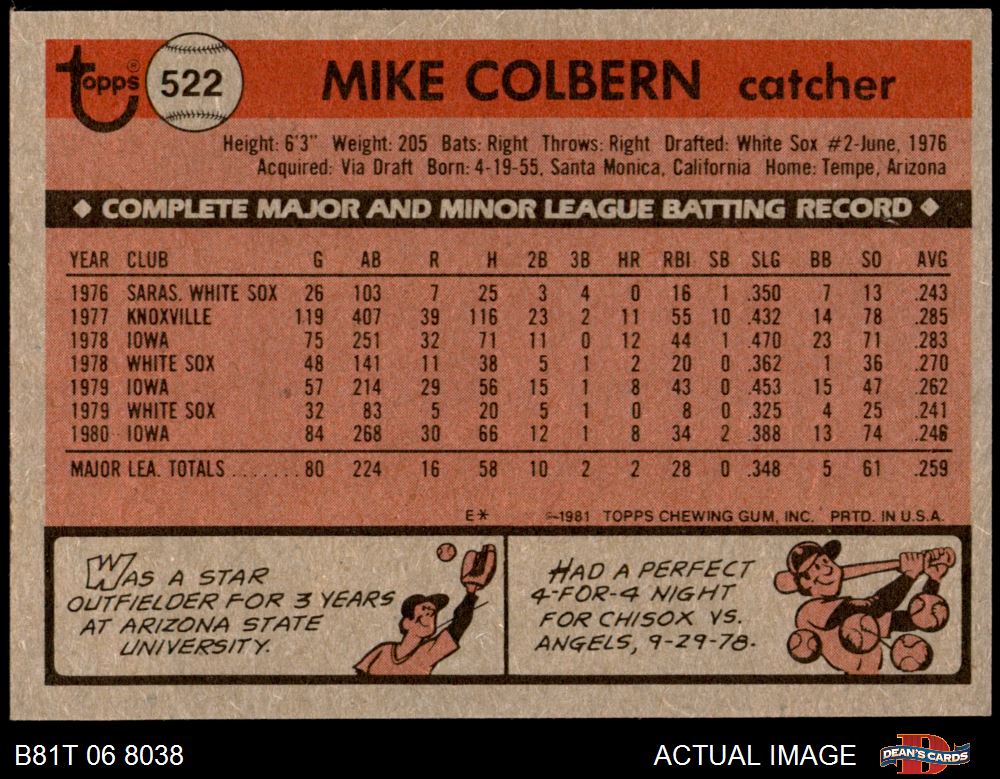 Topps® 522 MIKE COLBERN catcher
Height: 6'3" Weight: 205 Bats: Right Throws: Right Drafted: White Sox #2-June, 1976
Acquired: Via Draft Born: 4-19-55, Santa Monica, California Home: Tempe, Arizona
◆ COMPLETE MAJOR AND MINOR LEAGUE BATTING RECORD ◆
YEAR CLUB G AB R H 2B 3B HR RBI SB SLG BB SO AVG
1976 SARAS. WHITE SOX 26 103 7 25 3 4 0 16 1 .350 7 13 .243
1977 KNOXVILLE 119 407 39 116 23 2 11 55 10 .432 14 78 .285
1978 IOWA 75 251 32 71 11 0 12 44 1 .470 23 71 .283
1978 WHITE SOX 48 141 11 38 5 1 2 20 0 .362 1 36 .270
1979 IOWA 57 214 29 56 15 1 8 43 0 .453 15 47 .262
1979 WHITE SOX 32 83 5 20 5 1 0 8 0 .325 4 25 .241
1980 IOWA 84 268 30 66 12 1 8 34 2 .388 13 74 .246
MAJOR LEA. TOTALS ....... 80 224 16 58 10 2 2 28 0 .348 5 61 .259
E* ©1981 TOPPS CHEWING GUM, INC. PRTD. IN U.S.A.
WAS A STAR
OUTFIELDER FOR 3 YEARS
AT ARIZONA STATE
UNIVERSITY.
HAD A PERFECT
4-FOR-4 NIGHT
FOR CHISOX VS.
ANGELS, 9-29-78.
B81T 06 8038 ACTUAL IMAGE D DEAN'S CARDS